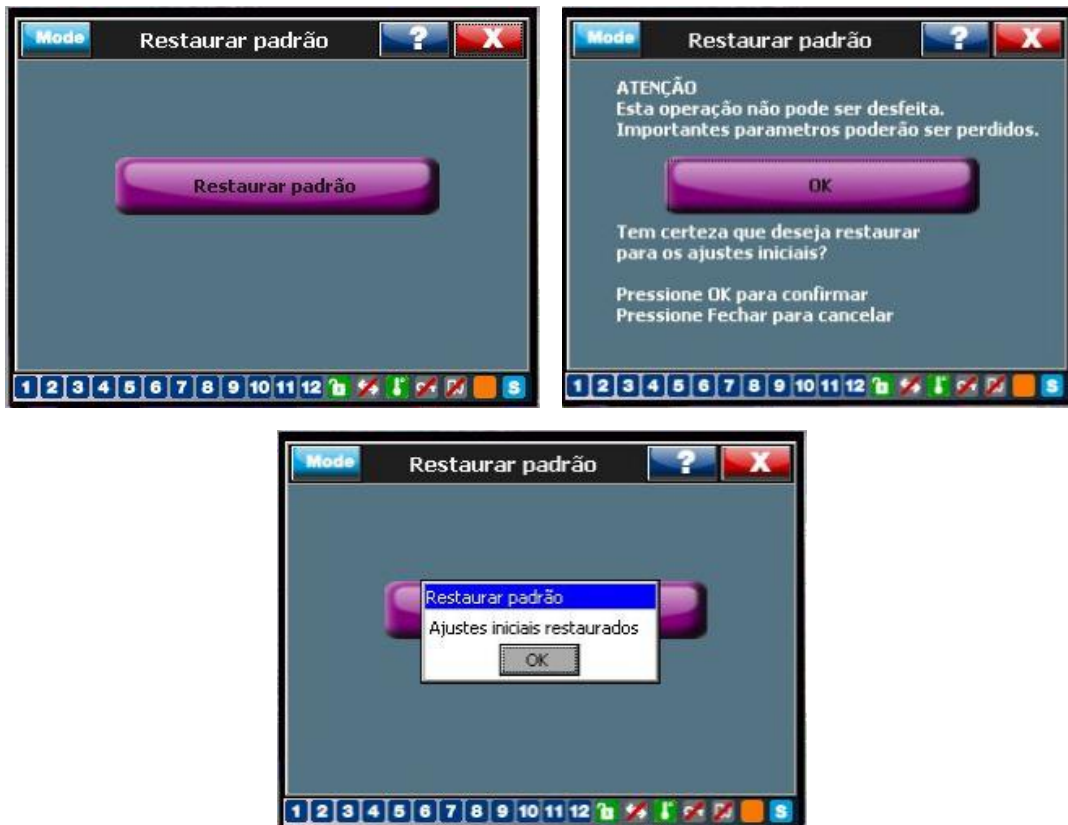 Mode Restaurar padrão ? X
Restaurar padrão
1 2 3 4 5 6 7 8 9 10 11 12 S
Mode Restaurar padrão ? X
ATENÇÃO
Esta operação não pode ser desfeita.
Importantes parametros poderão ser perdidos.
OK
Tem certeza que deseja restaurar
para os ajustes iniciais?
Pressione OK para confirmar
Pressione Fechar para cancelar
1 2 3 4 5 6 7 8 9 10 11 12 S
Mode Restaurar padrão ? X
Restaurar padrão
Ajustes iniciais restaurados
OK
1 2 3 4 5 6 7 8 9 10 11 12 S